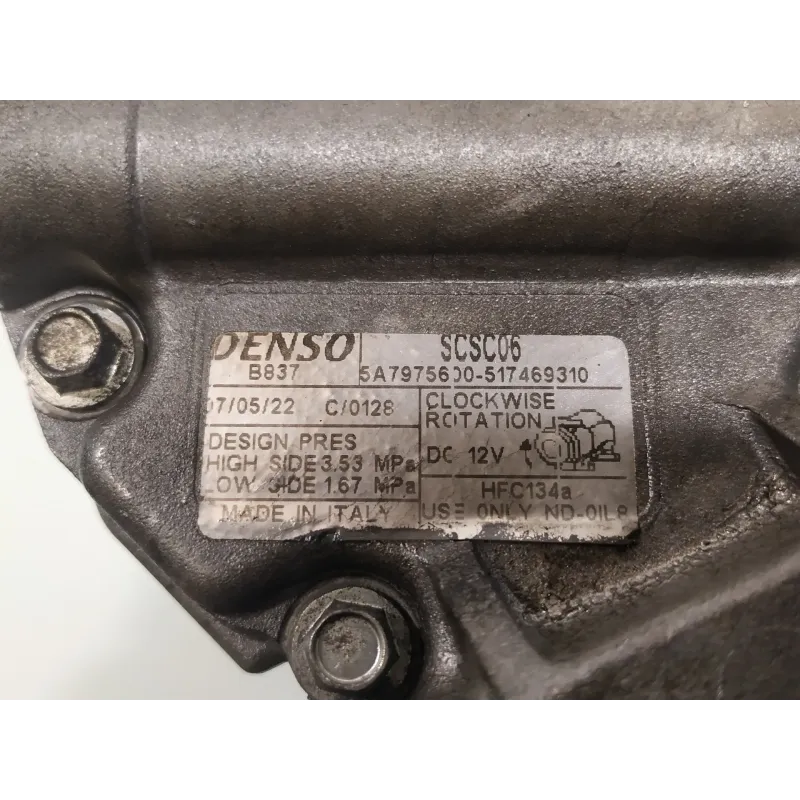 DENSO SCSC06
B837 5A7975600-517469310
07/05/22 C/0128 CLOCKWISE
ROTATION
DESIGN PRES
HIGH SIDE 3.53 MPa DC 12V
LOW SIDE 1.67 MPa HFC134a
MADE IN ITALY USE ONLY ND-OIL8